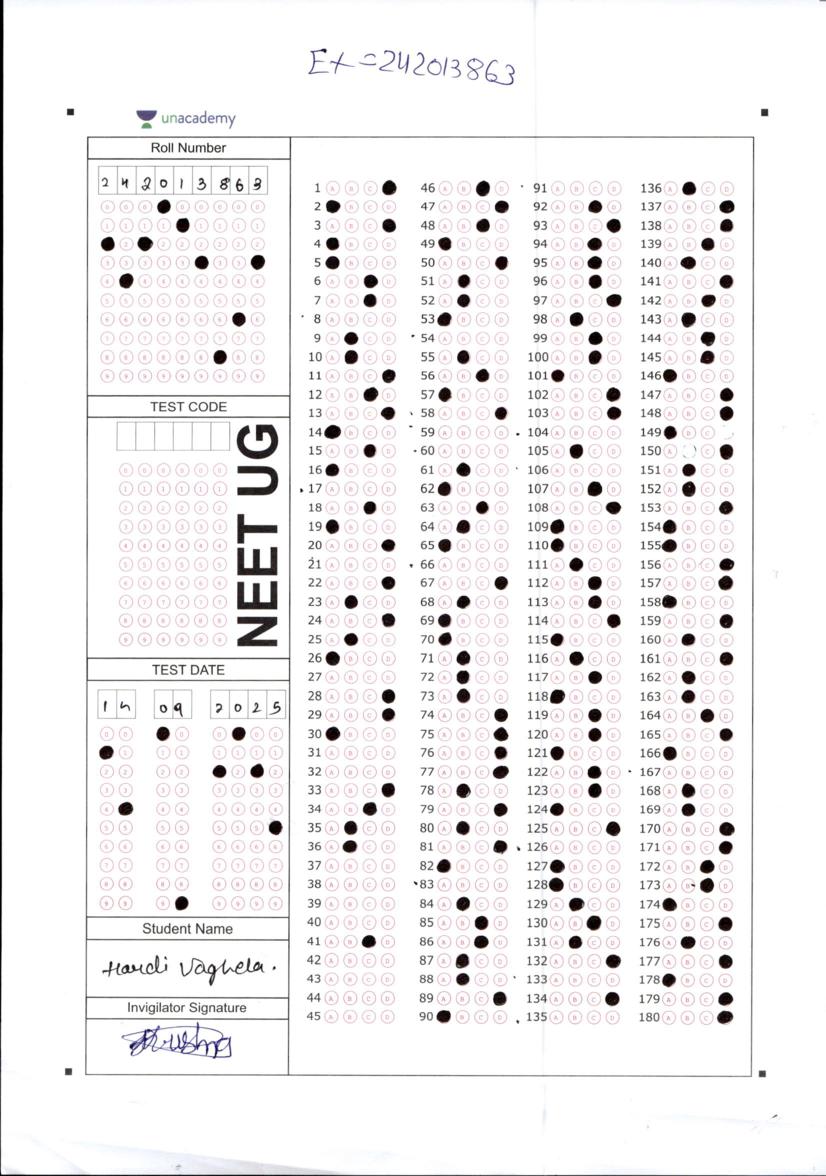 Ex = 242013863
unacademy
Roll Number
2 4 2 0 1 3 8 6 3
TEST CODE
NEET UG
TEST DATE
14 09 2025
Student Name
Hardi Vaghela.
Invigilator Signature
1 A B C 46 A B D 91 A B C D 136 A C D
2 B C D 47 A B C 92 A B D 137 A B C
3 A B C 48 A B D 93 A B C 138 A B C
4 B C D 49 B C D 94 A B D 139 A B D
5 B C D 50 A B C 95 A B D 140 A C D
6 A B D 51 A C D 96 A B D 141 A B C
7 A B D 52 A C D 97 A B C 142 A B D
8 A B C D 53 B C D 98 A C D 143 A C D
9 A C D 54 A B C D 99 A B D 144 A B D
10 A C D 55 A C D 100 A B D 145 A B D
11 A B C 56 A B D 101 B C D 146 B C D
12 A B D 57 B C D 102 A B C 147 A B C
13 A B C 58 A B C 103 A B C 148 A B C
14 B C D 59 A B C D 104 A B C D 149 B C
15 A B D 60 A B C D 105 A C D 150 A C
16 B C D 61 A C D 106 A B C D 151 A C D
17 A B C D 62 B C D 107 A B D 152 A C D
18 A B D 63 A B D 108 A B C 153 A B C
19 B C D 64 A C D 109 B C D 154 B C D
20 A B C 65 B C D 110 B C D 155 B C D
21 A B C D 66 A B C D 111 A C D 156 A B C
22 A B C 67 A B C 112 A B D 157 A B C
23 A C D 68 A C D 113 A B D 158 B C D
24 A B C 69 B C D 114 A B C 159 A B C
25 A C D 70 B C D 115 B C D 160 A C D
26 B C D 71 A C D 116 A C D 161 A B C
27 A B C D 72 A C D 117 A B D 162 A C D
28 A B C 73 A C D 118 B C D 163 A C D
29 A B C 74 A B C 119 A B D 164 A B D
30 B C D 75 A B C 120 A B D 165 A B C
31 A B C D 76 A B C 121 B C D 166 B C D
32 A B C D 77 A B C 122 A B D 167 A B C D
33 A B C 78 A C D 123 A B D 168 A C D
34 A B D 79 A B C 124 B C D 169 A C D
35 A C D 80 A C D 125 A B C 170 A B C
36 A C D 81 A B C 126 A B C D 171 A B C
37 A B C D 82 B C D 127 B C D 172 A B D
38 A B C D 83 A B C D 128 B C D 173 A B D
39 A B C D 84 A C D 129 A C D 174 B C D
40 A B C D 85 A B D 130 A B D 175 A B C
41 A B D 86 A B D 131 A C D 176 A C D
42 A B C D 87 A C D 132 A B C 177 A B C
43 A B C D 88 A C D 133 A B C D 178 B C D
44 A B C D 89 A B C 134 A B C 179 A B C
45 A B C D 90 B C D 135 A B C D 180 A B C